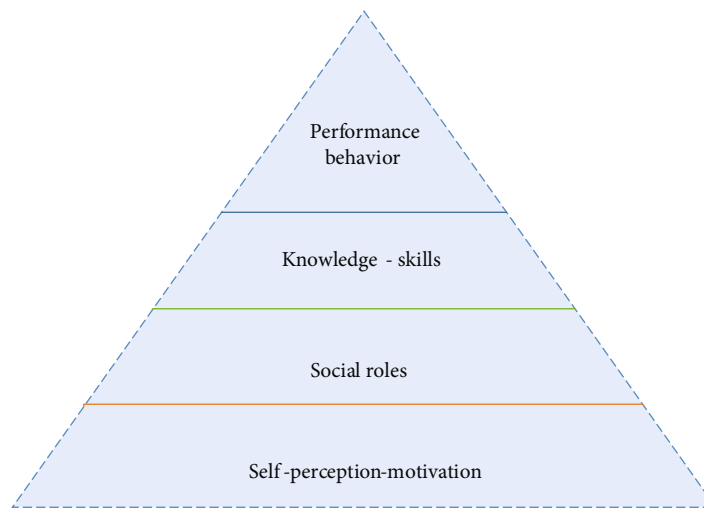 Performance
behavior
Knowledge - skills
Social roles
Self-perception-motivation